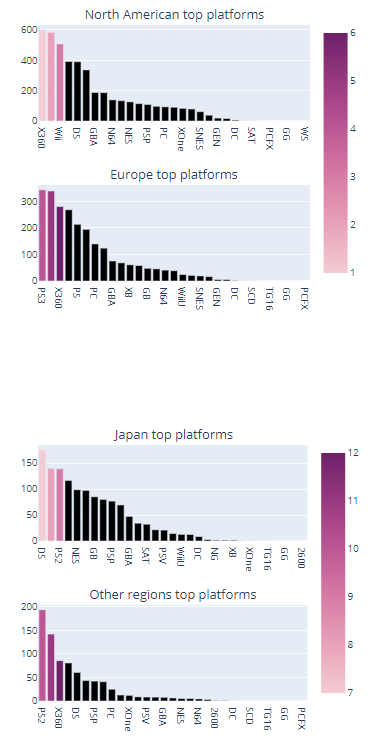 North American top platforms
600
400
200
0
X360
Wii
DS
GBA
N64
NES
PSP
PC
XOne
SNES
GEN
DC
SAT
PCFX
GG
WS
6
5
4
3
2
1
Europe top platforms
300
200
100
0
PS3
X360
PS
PC
GBA
XB
GB
N64
WiiU
SNES
GEN
DC
SCD
TG16
GG
PCFX
Japan top platforms
150
100
50
0
DS
PS2
NES
GB
PSP
GBA
SAT
PSV
WiiU
DC
NG
XB
XOne
TG16
GG
2600
12
11
10
9
8
7
Other regions top platforms
200
150
100
50
0
PS2
X360
DS
PSP
PC
XOne
PSV
GBA
NES
N64
2600
DC
SCD
TG16
GG
PCFX